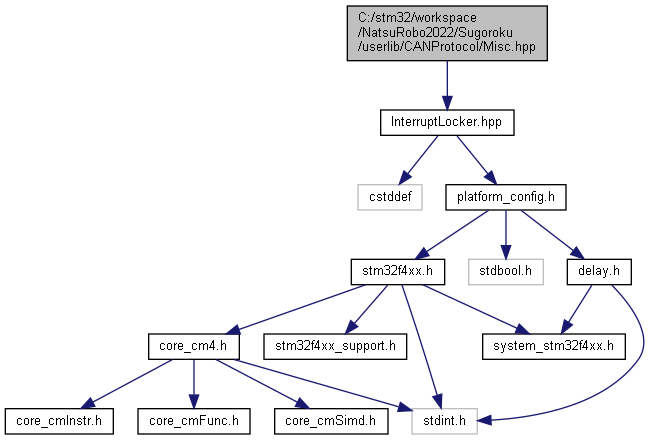 C:/stm32/workspace
/NatsuRobo2022/Sugoroku
/userlib/CANProtocol/Misc.hpp
InterruptLocker.hpp
cstddef
platform_config.h
stm32f4xx.h
stdbool.h
delay.h
core_cm4.h
stm32f4xx_support.h
system_stm32f4xx.h
core_cmInstr.h
core_cmFunc.h
core_cmSimd.h
stdint.h